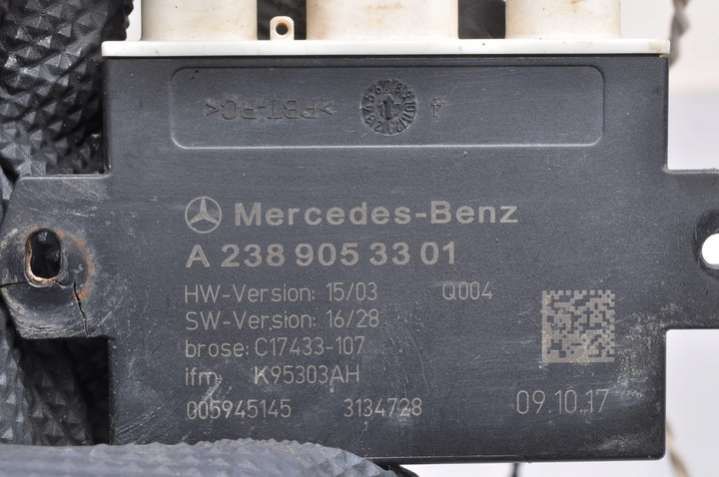 >PBT-PC<
4
Mercedes-Benz
A 238 905 33 01
HW-Version: 15/03 Q004
SW-Version: 16/28
brose: C17433-107
ifm K95303AH
005945145 3134728 09.10.17